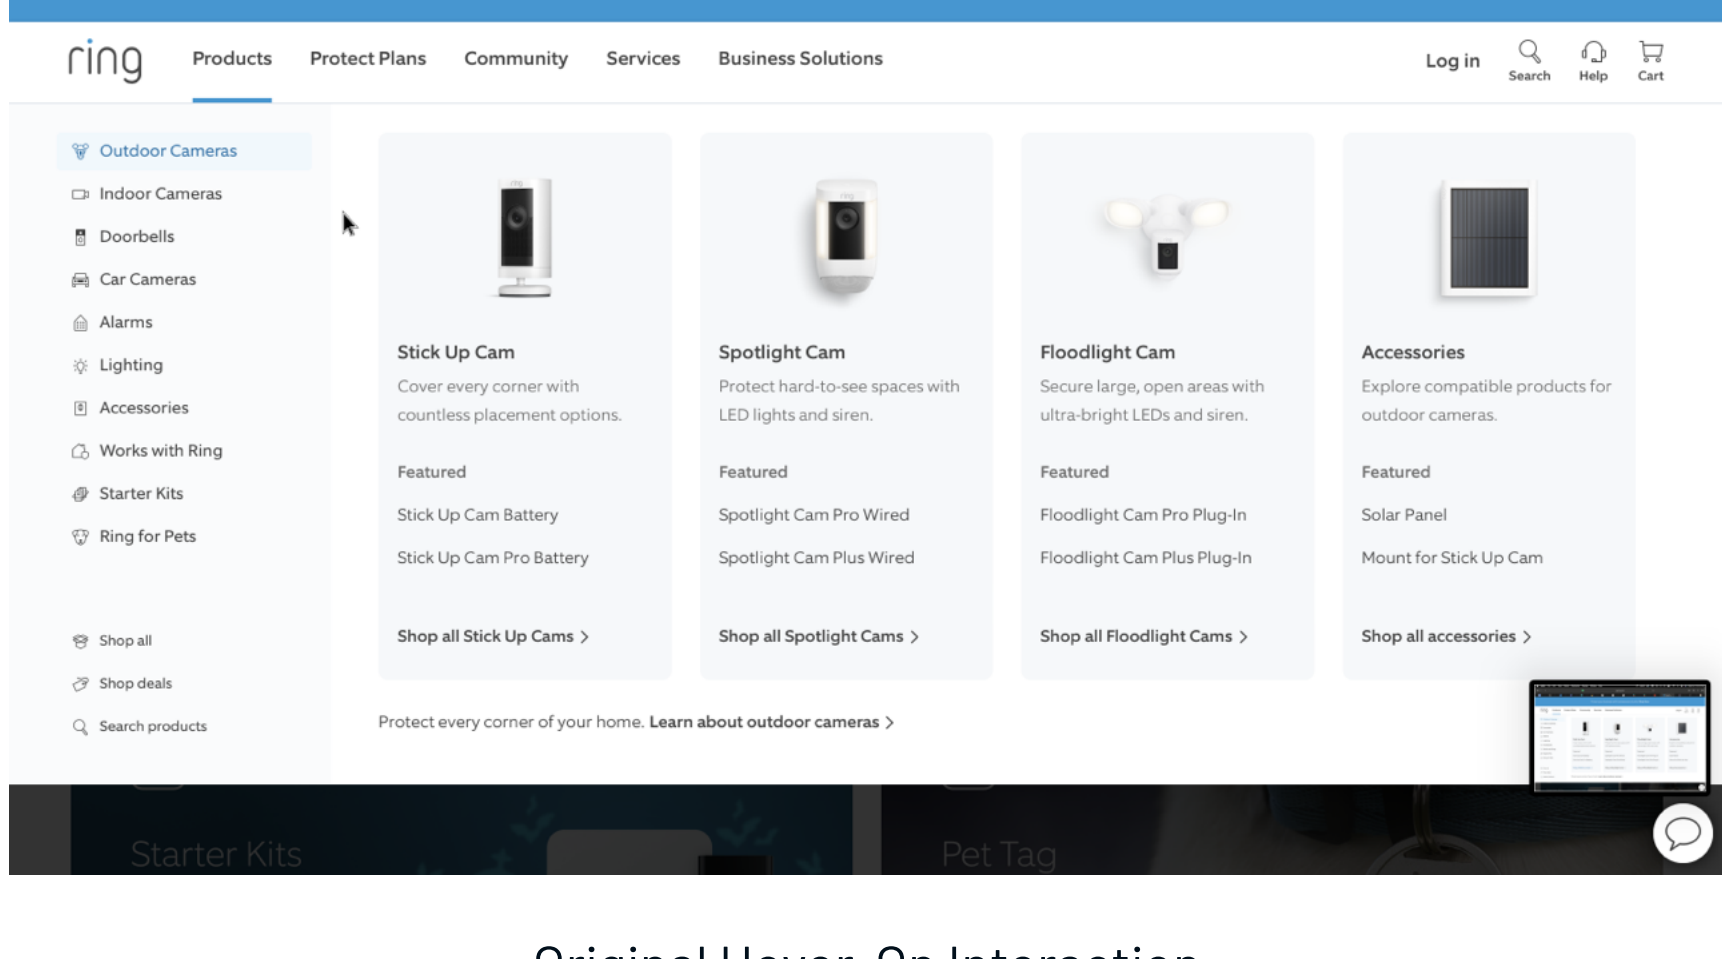 ring
Products
Protect Plans
Community
Services
Business Solutions
Log in
Search
Help
Cart
Outdoor Cameras
Indoor Cameras
Doorbells
Car Cameras
Alarms
Lighting
Accessories
Works with Ring
Starter Kits
Ring for Pets
Shop all
Shop deals
Search products
Stick Up Cam
Cover every corner with
countless placement options.
Featured
Stick Up Cam Battery
Stick Up Cam Pro Battery
Shop all Stick Up Cams
Spotlight Cam
Protect hard-to-see spaces with
LED lights and siren.
Featured
Spotlight Cam Pro Wired
Spotlight Cam Plus Wired
Shop all Spotlight Cams
Floodlight Cam
Secure large, open areas with
ultra-bright LEDs and siren.
Featured
Floodlight Cam Pro Plug-In
Floodlight Cam Plus Plug-In
Shop all Floodlight Cams
Accessories
Explore compatible products for
outdoor cameras.
Featured
Solar Panel
Mount for Stick Up Cam
Shop all accessories
Protect every corner of your home. Learn about outdoor cameras
Starter Kits
Pet Tag
Original Hover-On Interaction